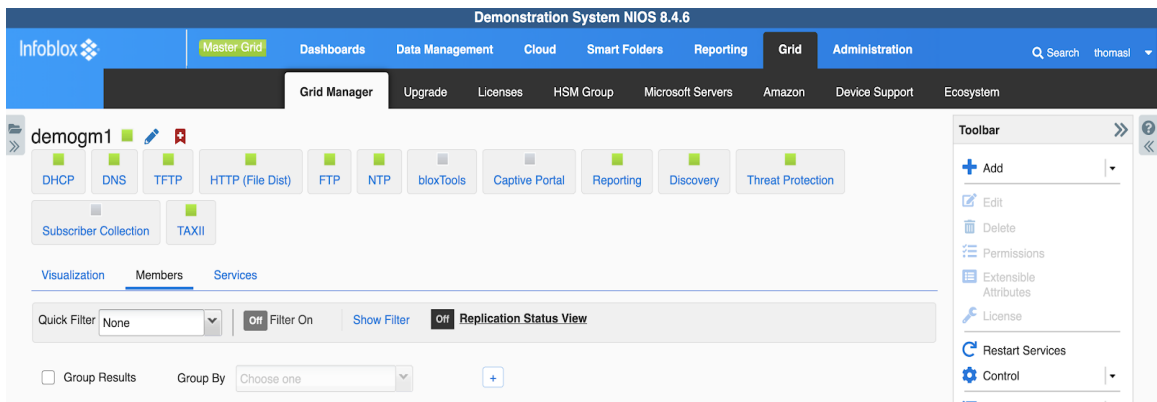 Demonstration System NIOS 8.4.6
Infoblox Master Grid Dashboards Data Management Cloud Smart Folders Reporting Grid Administration Search thomasl
Grid Manager Upgrade Licenses HSM Group Microsoft Servers Amazon Device Support Ecosystem
demogm1
DHCP DNS TFTP HTTP (File Dist) FTP NTP bloxTools Captive Portal Reporting Discovery Threat Protection
Subscriber Collection TAXII
Visualization Members Services
Quick Filter None Off Filter On Show Filter Off Replication Status View
Group Results Group By Choose one +
Toolbar
Add
Edit
Delete
Permissions
Extensible
Attributes
License
Restart Services
Control